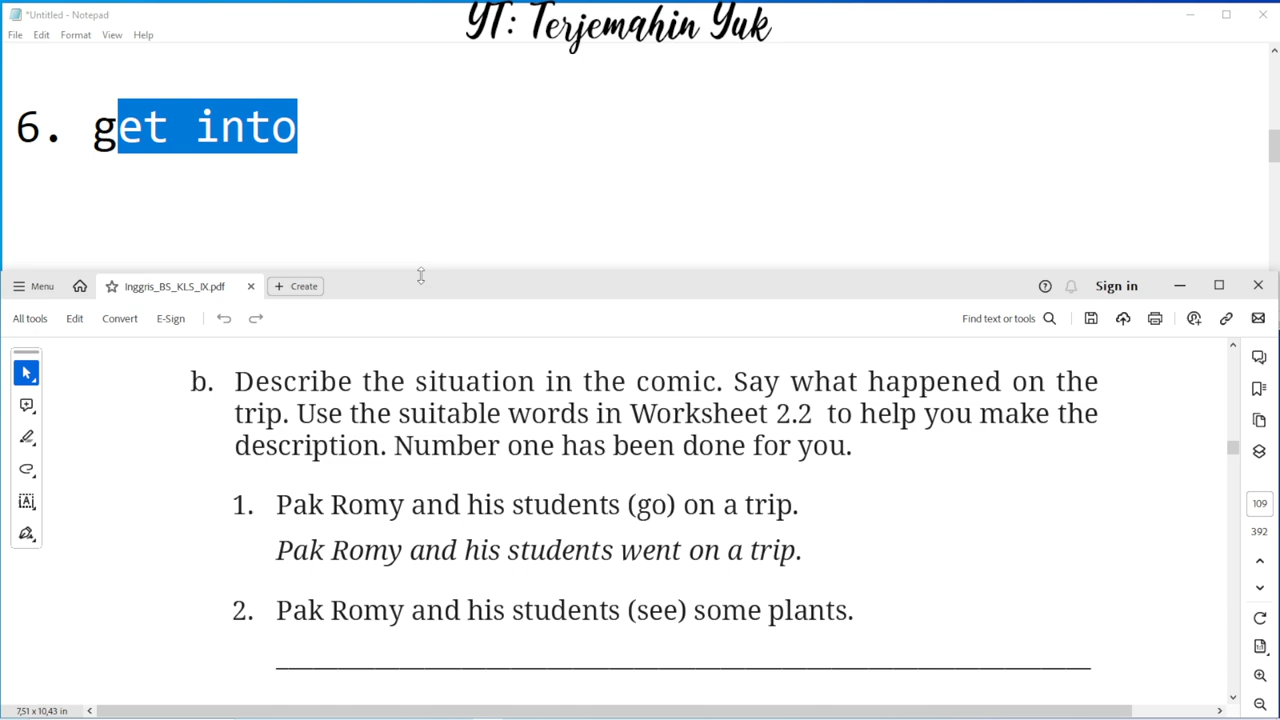 *Untitled - Notepad
YT: Terjemahin Yuk
File Edit Format View Help
6. get into
Menu Inggris_BS_KLS_IX.pdf Create Sign in
All tools Edit Convert E-Sign Find text or tools
b. Describe the situation in the comic. Say what happened on the
trip. Use the suitable words in Worksheet 2.2 to help you make the
description. Number one has been done for you.
1. Pak Romy and his students (go) on a trip.
Pak Romy and his students went on a trip.
2. Pak Romy and his students (see) some plants.
109
392
7,51 x 10,43 in